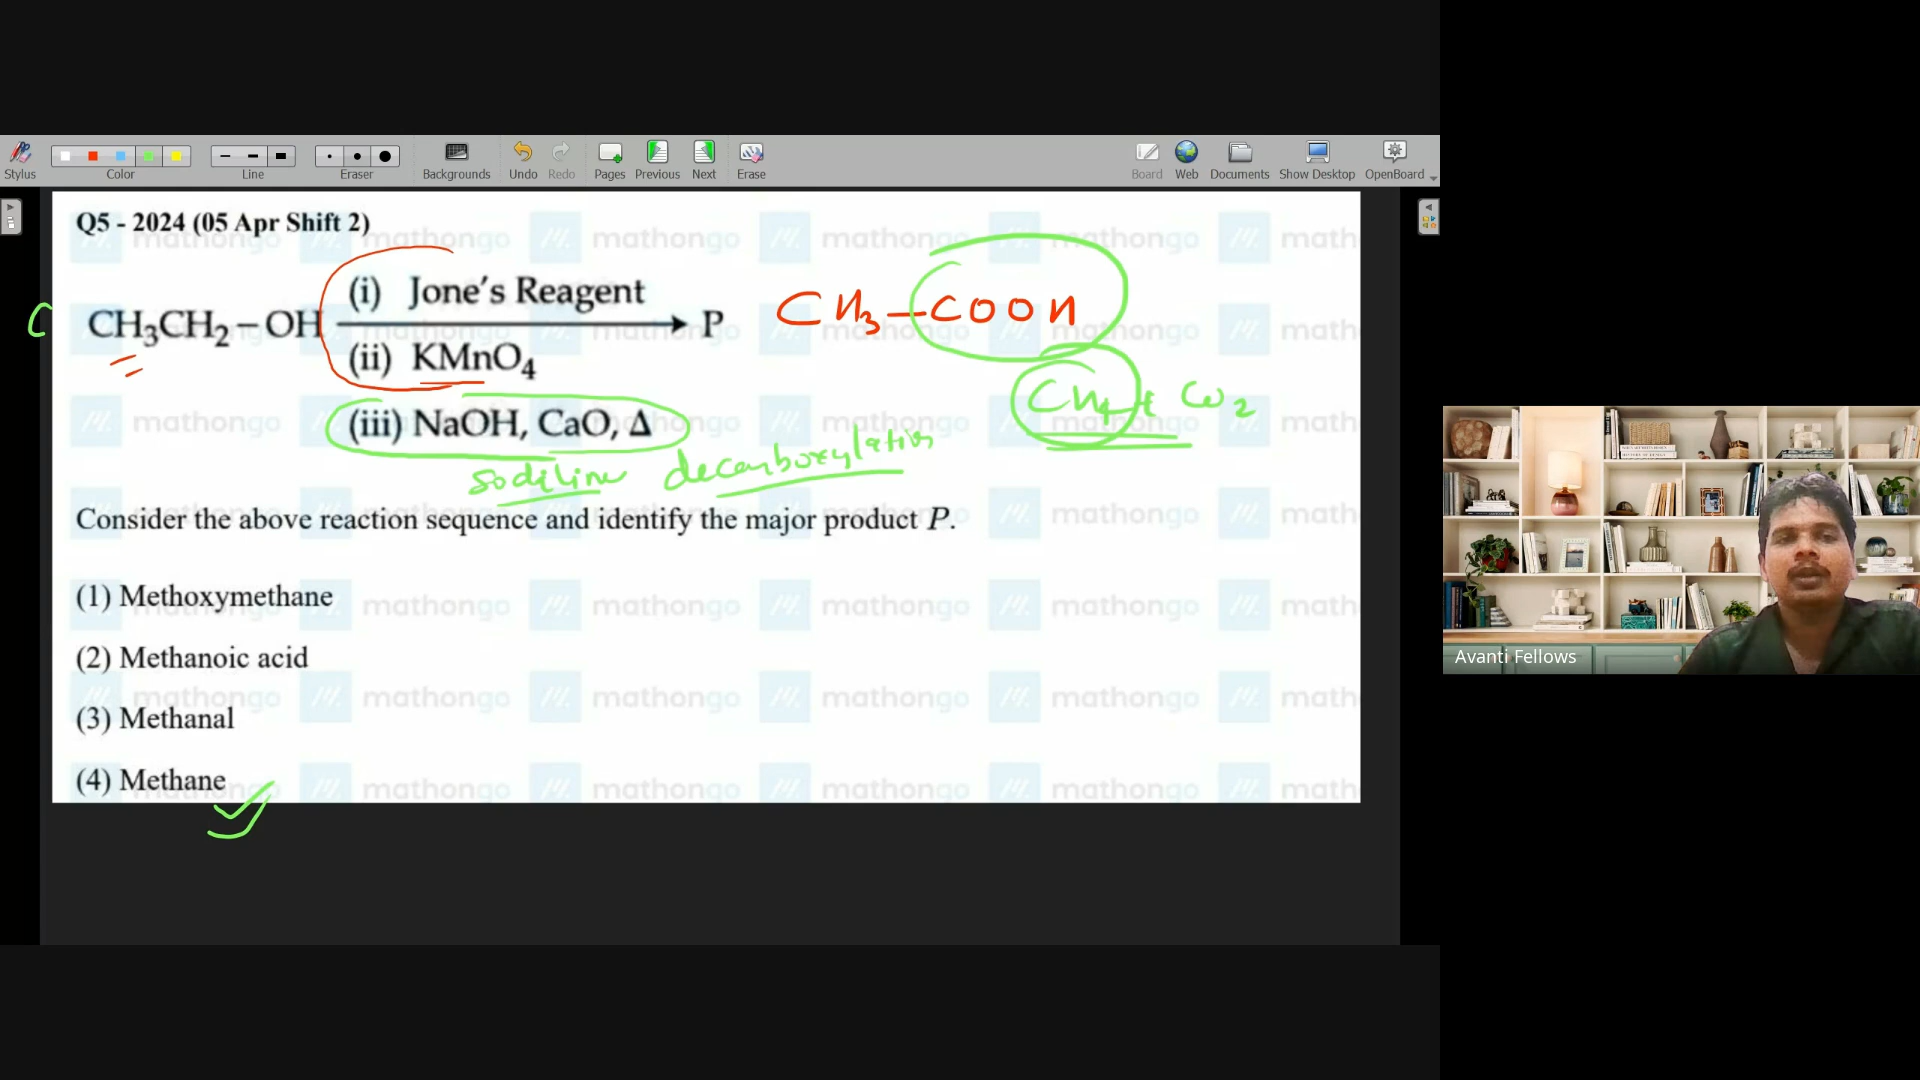 Stylus
Color
Line
Eraser
Backgrounds
Undo
Redo
Pages
Previous
Next
Erase
Board
Web
Documents
Show Desktop
OpenBoard
Q5 - 2024 (05 Apr Shift 2)
CH₃CH₂–OH
(i) Jone's Reagent
(ii) KMnO₄
(iii) NaOH, CaO, Δ
P
CH₃–COOH
CH₄ + CO₂
sodilime decarboxylation
Consider the above reaction sequence and identify the major product P.
(1) Methoxymethane
(2) Methanoic acid
(3) Methanal
(4) Methane
mathongo
Avanti Fellows